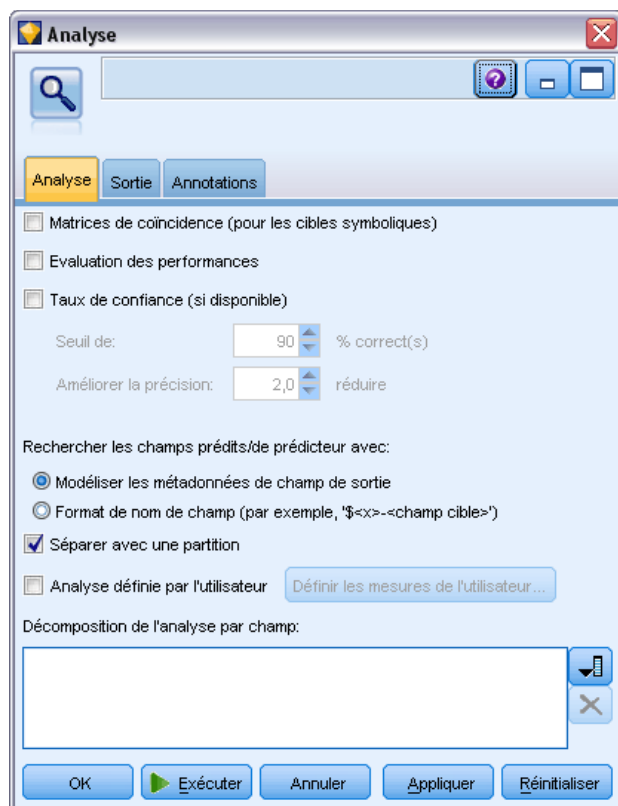 Analyse
?
Analyse Sortie Annotations
Matrices de coïncidence (pour les cibles symboliques)
Evaluation des performances
Taux de confiance (si disponible)
Seuil de: 90 % correct(s)
Améliorer la précision: 2,0 réduire
Rechercher les champs prédits/de prédicteur avec:
Modéliser les métadonnées de champ de sortie
Format de nom de champ (par exemple, '$<x>-<champ cible>')
Séparer avec une partition
Analyse définie par l'utilisateur Définir les mesures de l'utilisateur...
Décomposition de l'analyse par champ:
OK Exécuter Annuler Appliquer Réinitialiser